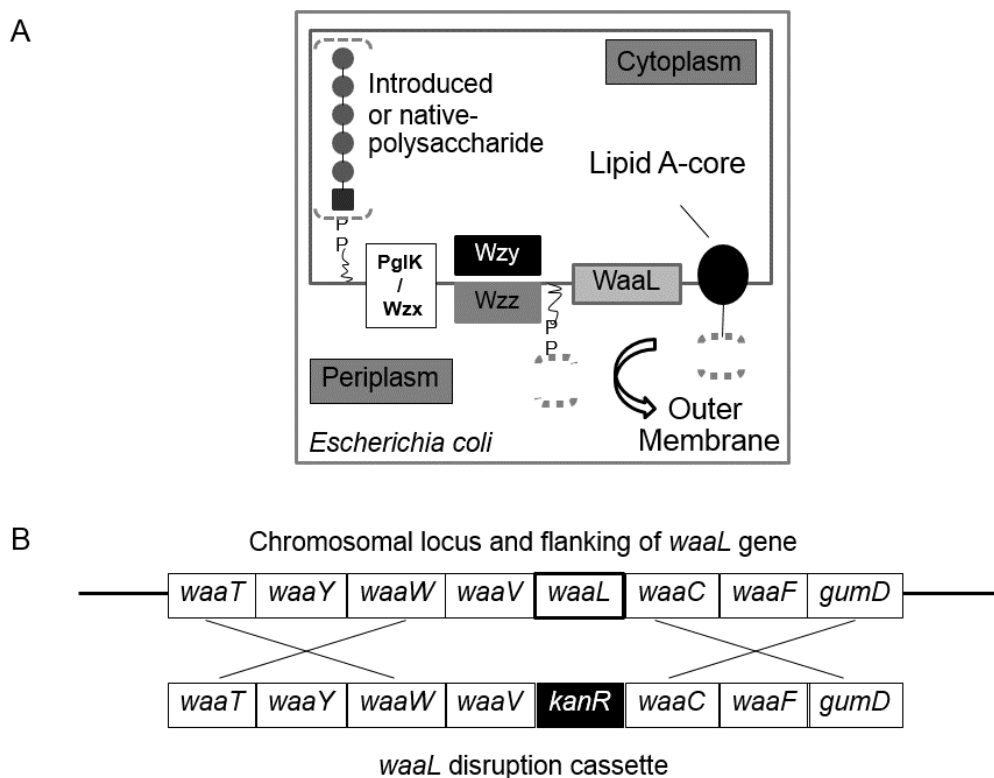 A
Cytoplasm
Introduced
or native-
polysaccharide
Lipid A-core
P
P
PglK
/
Wzx
Wzy
Wzz
WaaL
P
P
Periplasm
Outer
Membrane
Escherichia coli
B
Chromosomal locus and flanking of waaL gene
waaT waaY waaW waaV waaL waaC waaF gumD
waaT waaY waaW waaV kanR waaC waaF gumD
waaL disruption cassette